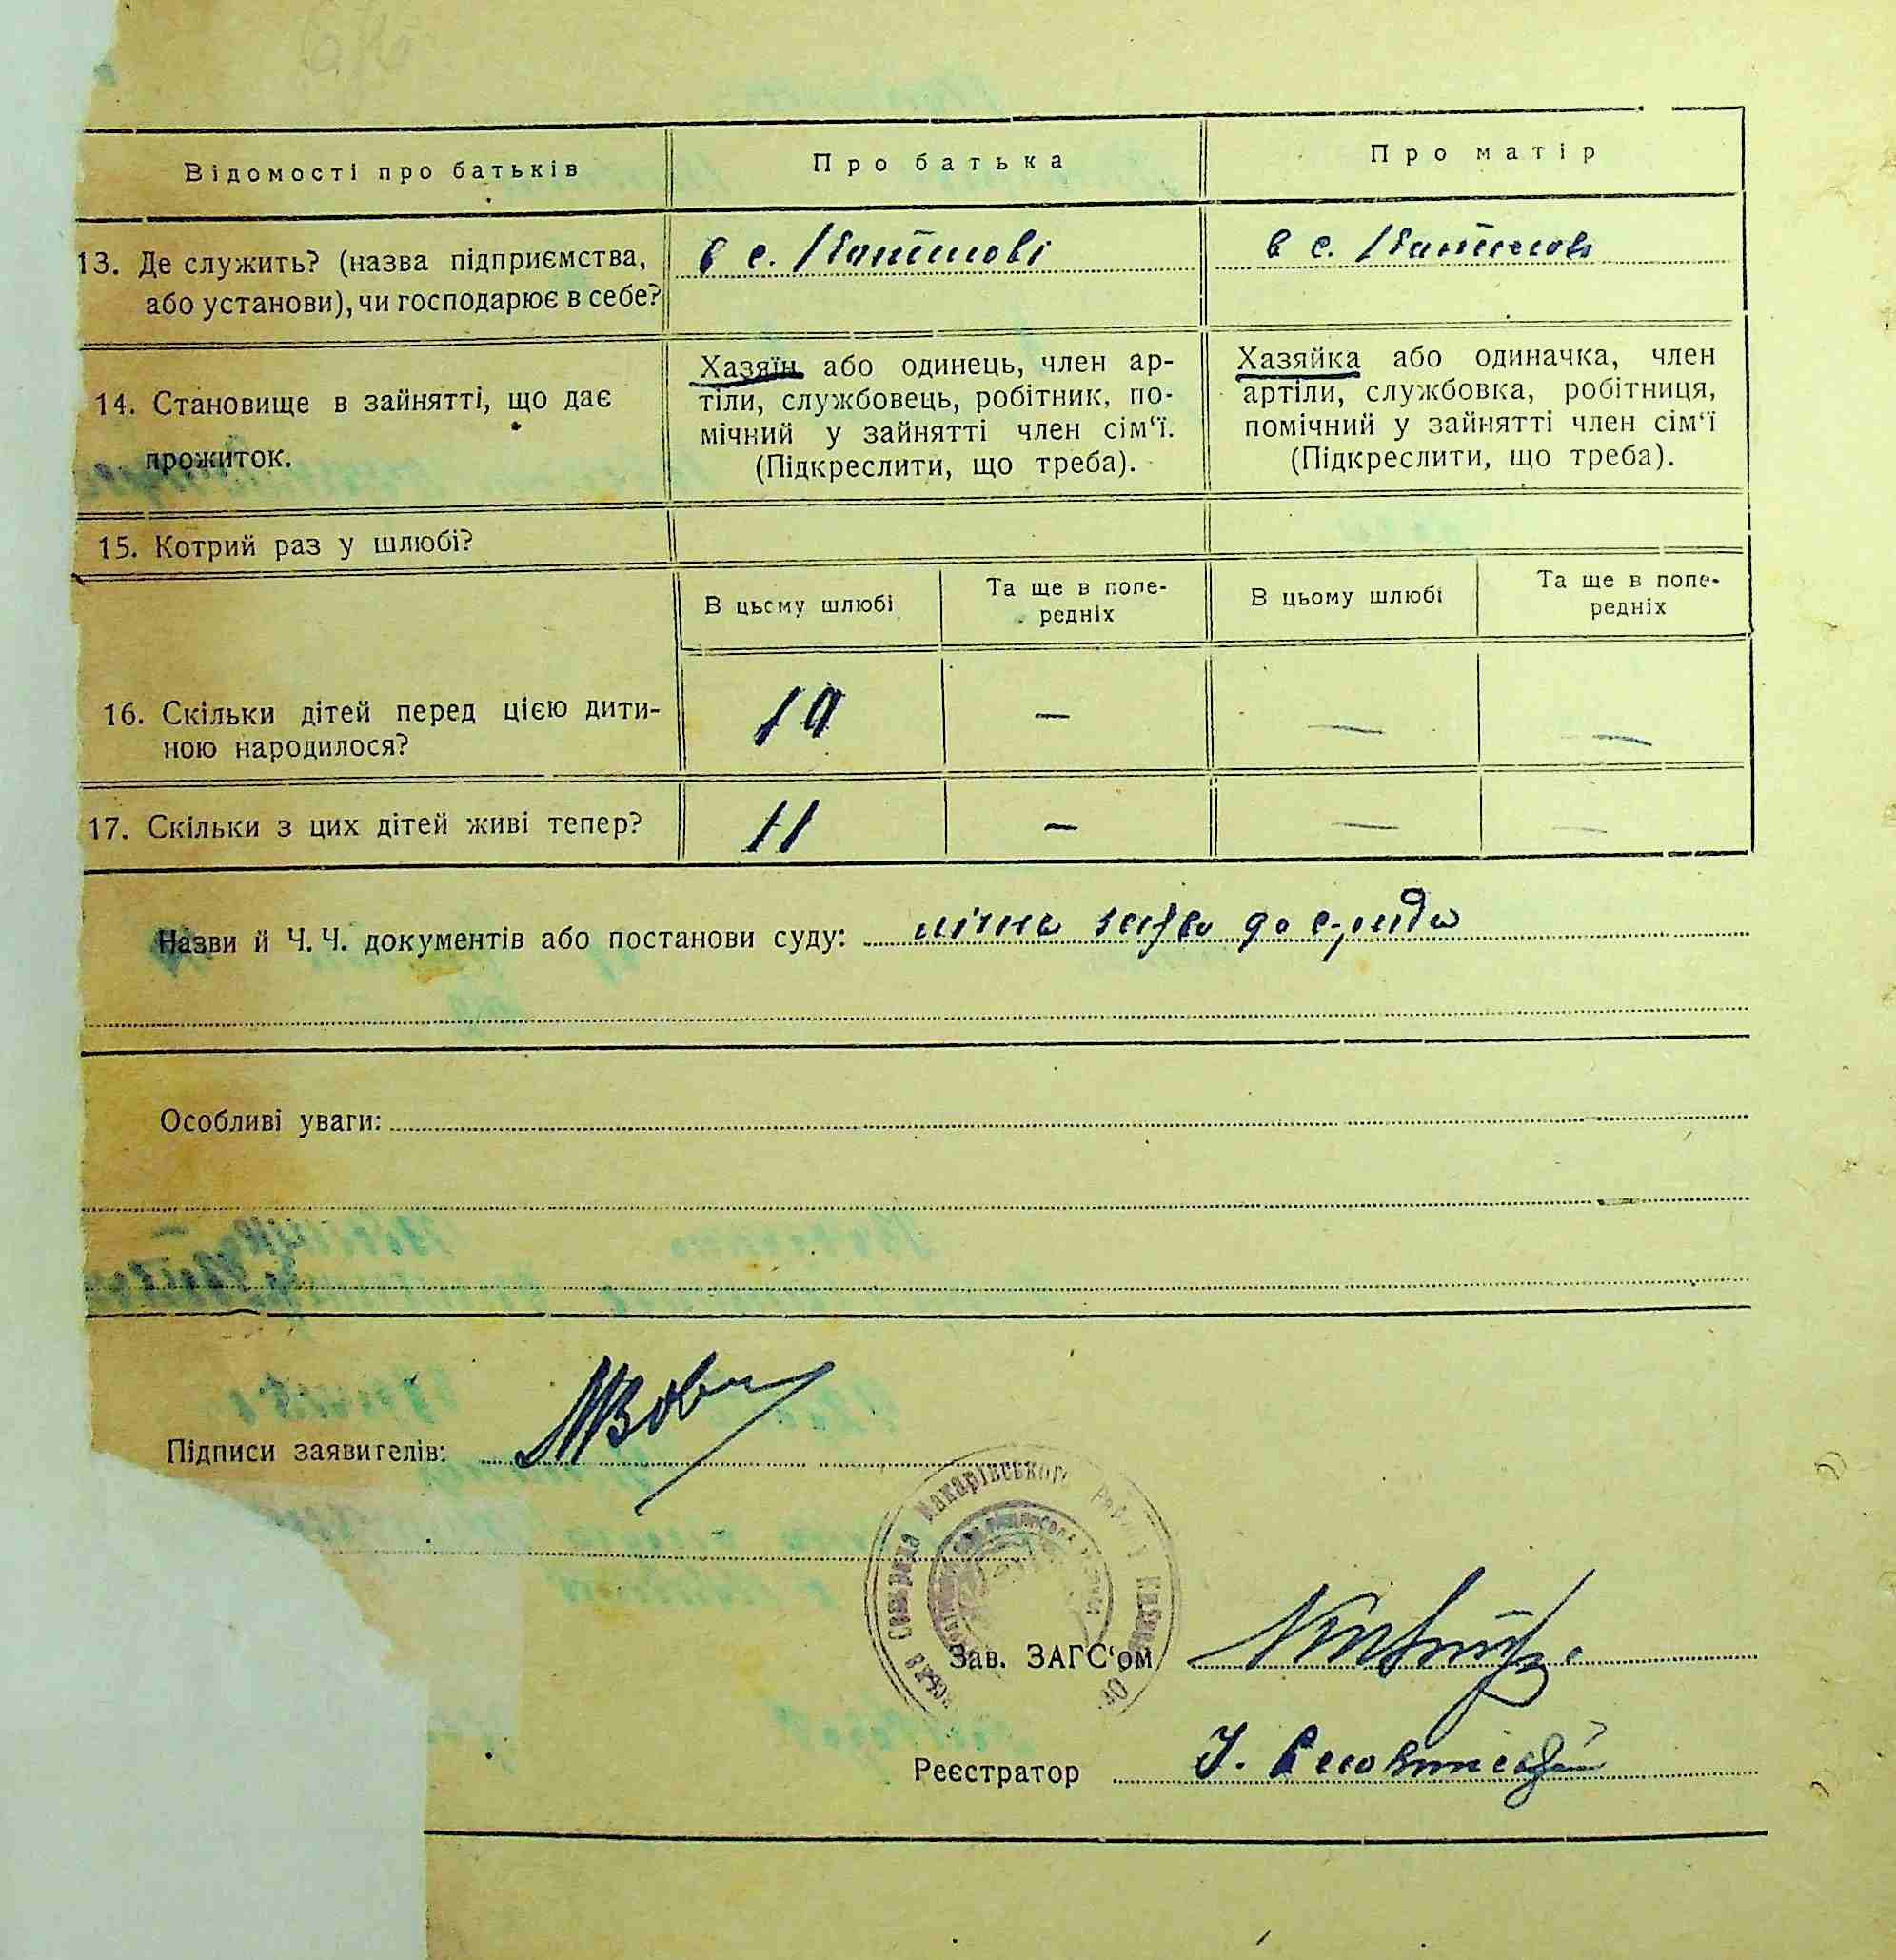 Відомості про батьків
Про батька
Про матір
13. Де служить? (назва підприємства,
або установи), чи господарює в себе?
в с.
в с.
14. Становище в зайнятті, що дає
прожиток.
Хазяїн або одинець, член ар-
тіли, службовець, робітник, по-
мічний у зайнятті член сім‘ї.
(Підкреслити, що треба).
Хазяйка або одиначка, член
артіли, службовка, робітниця,
помічний у зайнятті член сім‘ї
(Підкреслити, що треба).
15. Котрий раз у шлюбі?
В цьому шлюбі
Та ще в попе-
редніх
В цьому шлюбі
Та ще в попе-
редніх
16. Скільки дітей перед цією дити-
ною народилося?
— — —
17. Скільки з цих дітей живі тепер?
11 — — —
Назви й Ч. Ч. документів або постанови суду:
Особливі уваги:
Підписи заявителів:
Макарівського
Зав. ЗАГС‘ом
Реєстратор